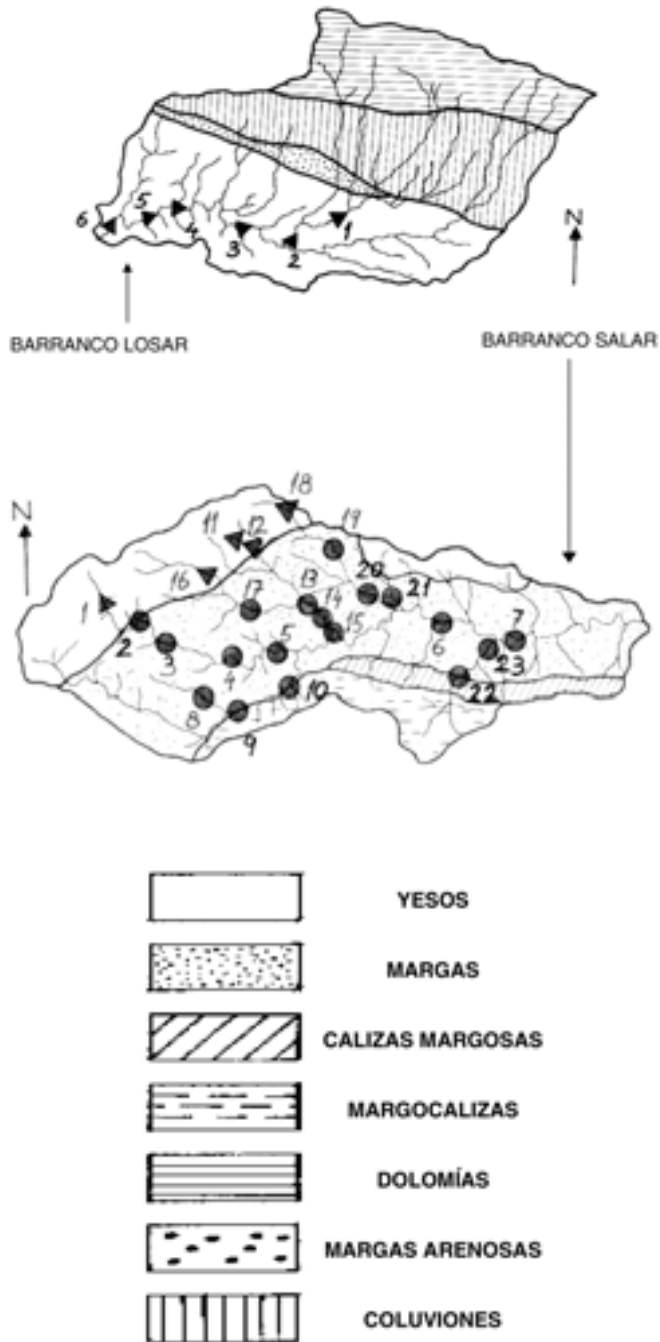 N
5
6
4
3
2
1
BARRANCO LOSAR
BARRANCO SALAR
N
18
11
12
19
16
13
20
17
14
21
1
15
6
7
2
3
5
23
4
10
22
8
9
YESOS
MARGAS
CALIZAS MARGOSAS
MARGOCALIZAS
DOLOMÍAS
MARGAS ARENOSAS
COLUVIONES